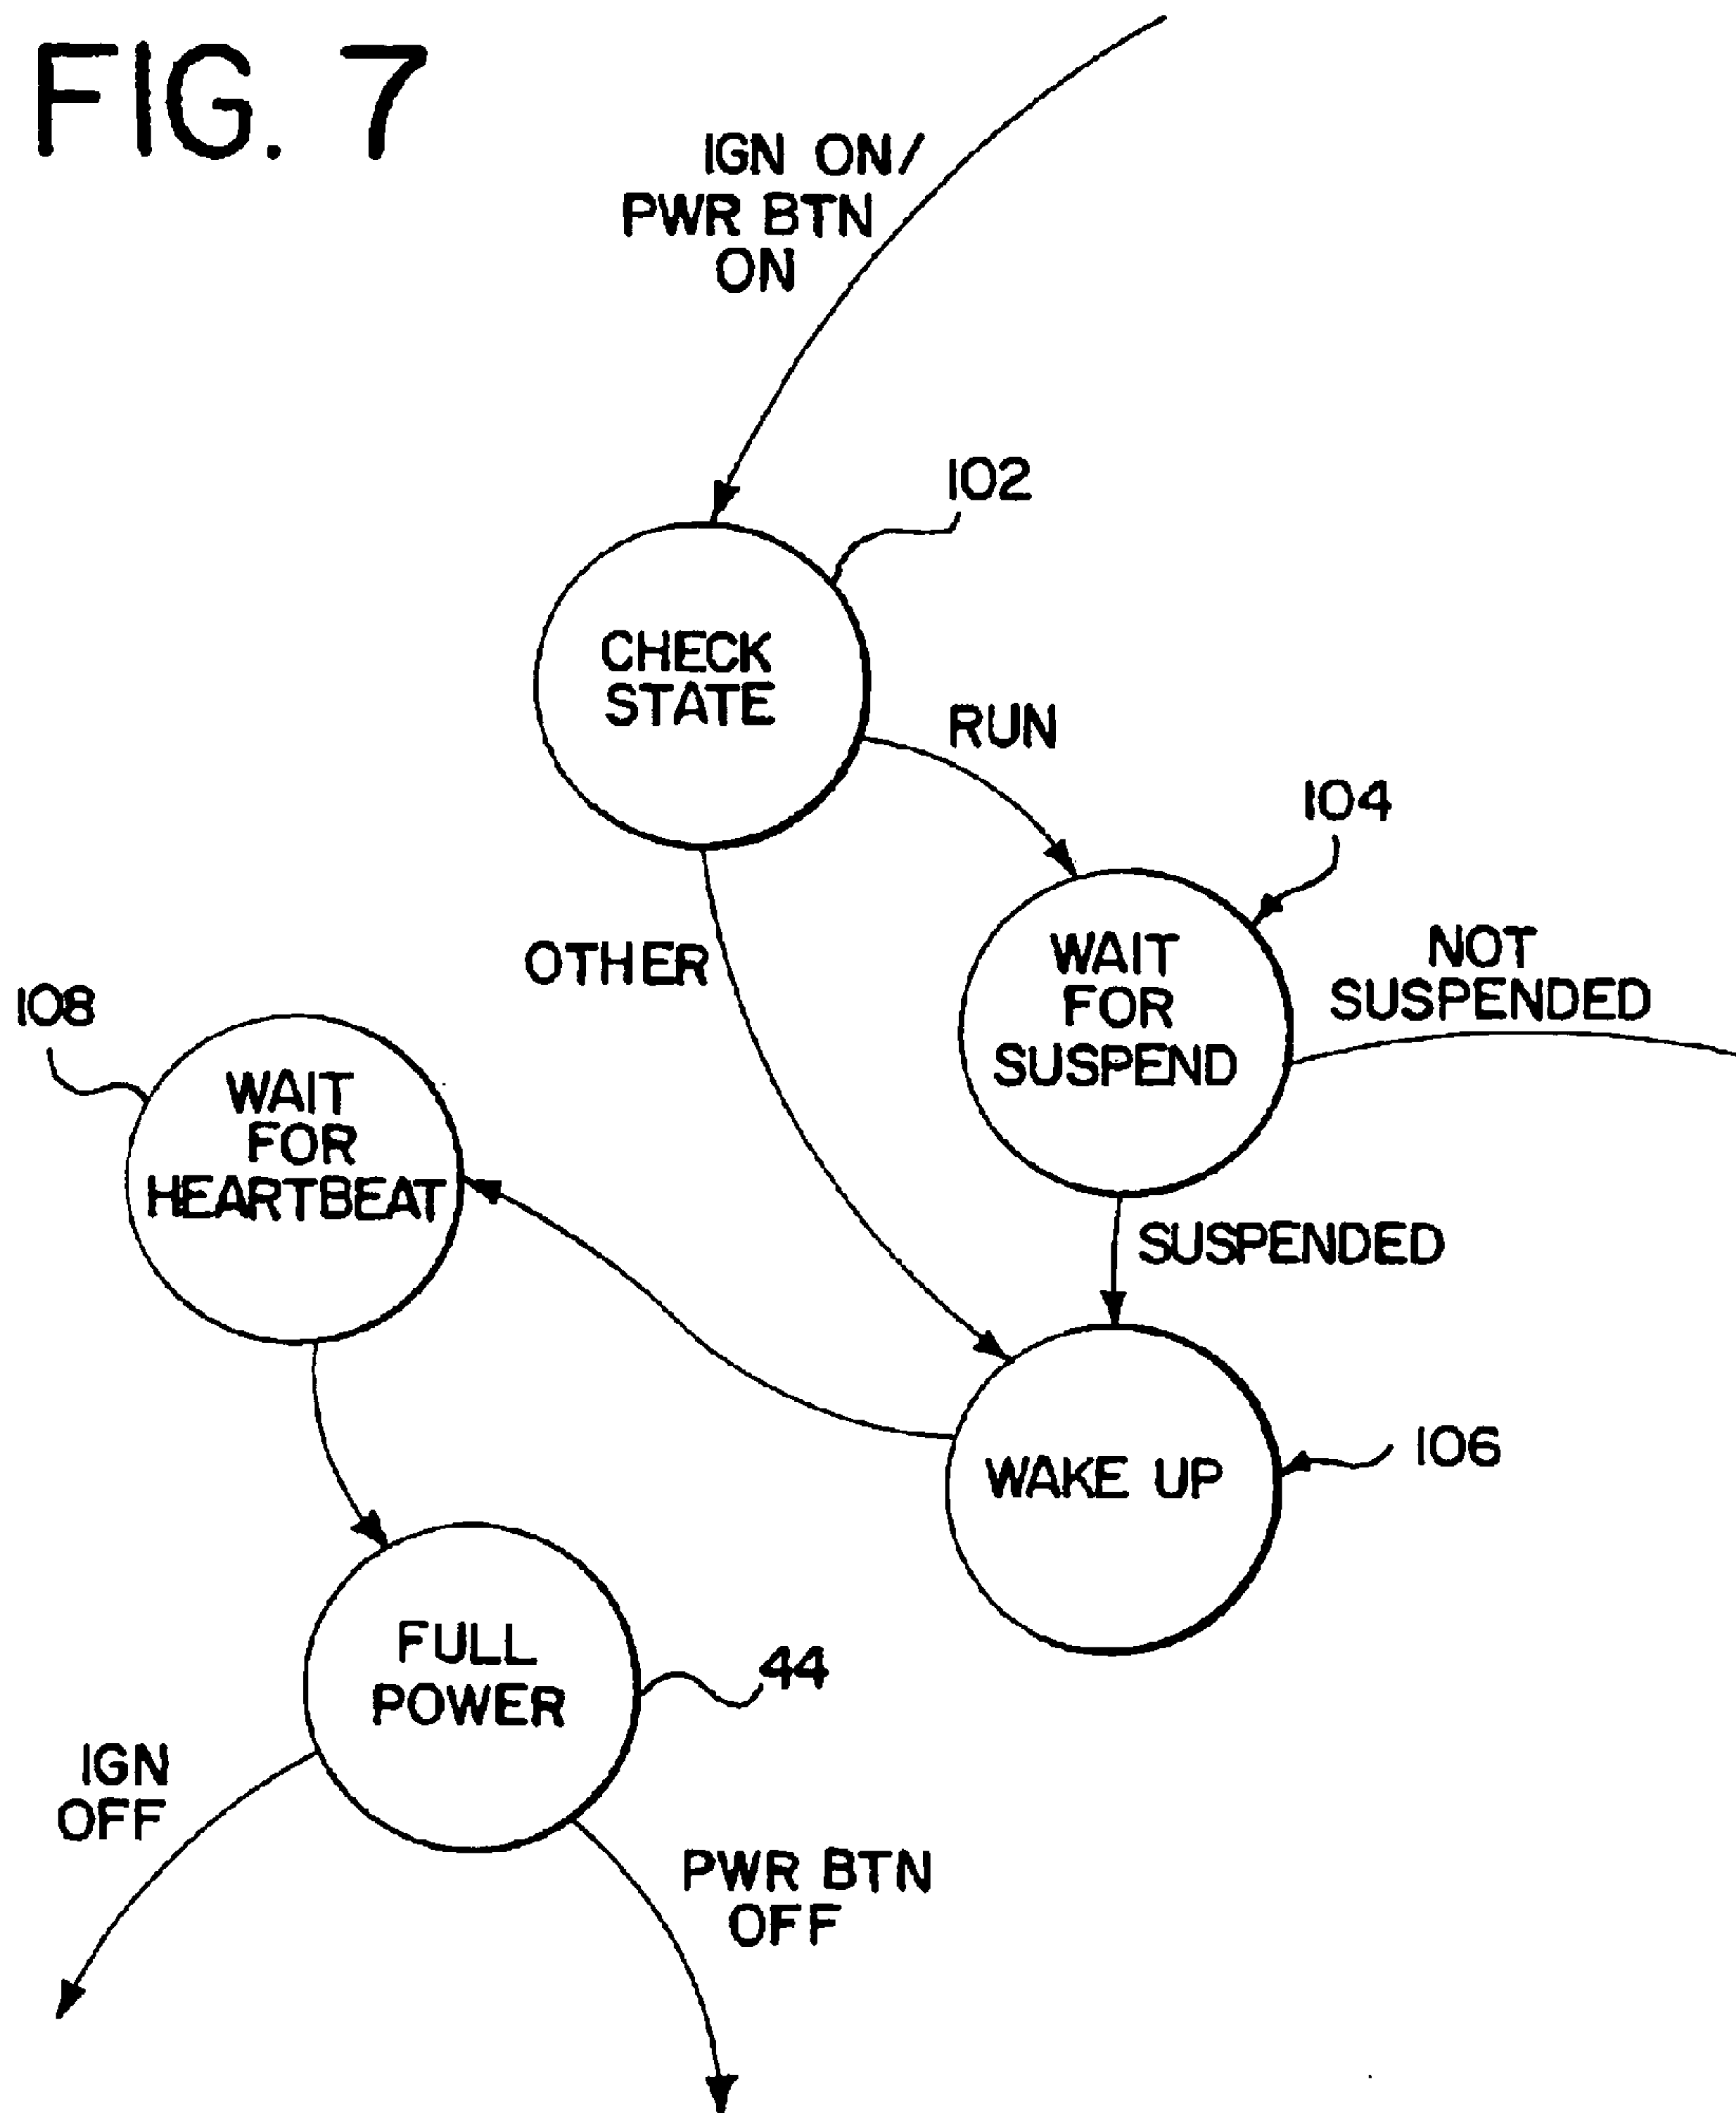 FIG. 7
IGN ON/
PWR BTN
ON
102
CHECK
STATE
RUN
104
OTHER
WAIT
FOR
SUSPEND
NOT
SUSPENDED
108
WAIT
FOR
HEARTBEAT
SUSPENDED
WAKE UP
106
FULL
POWER
44
IGN
OFF
PWR BTN
OFF